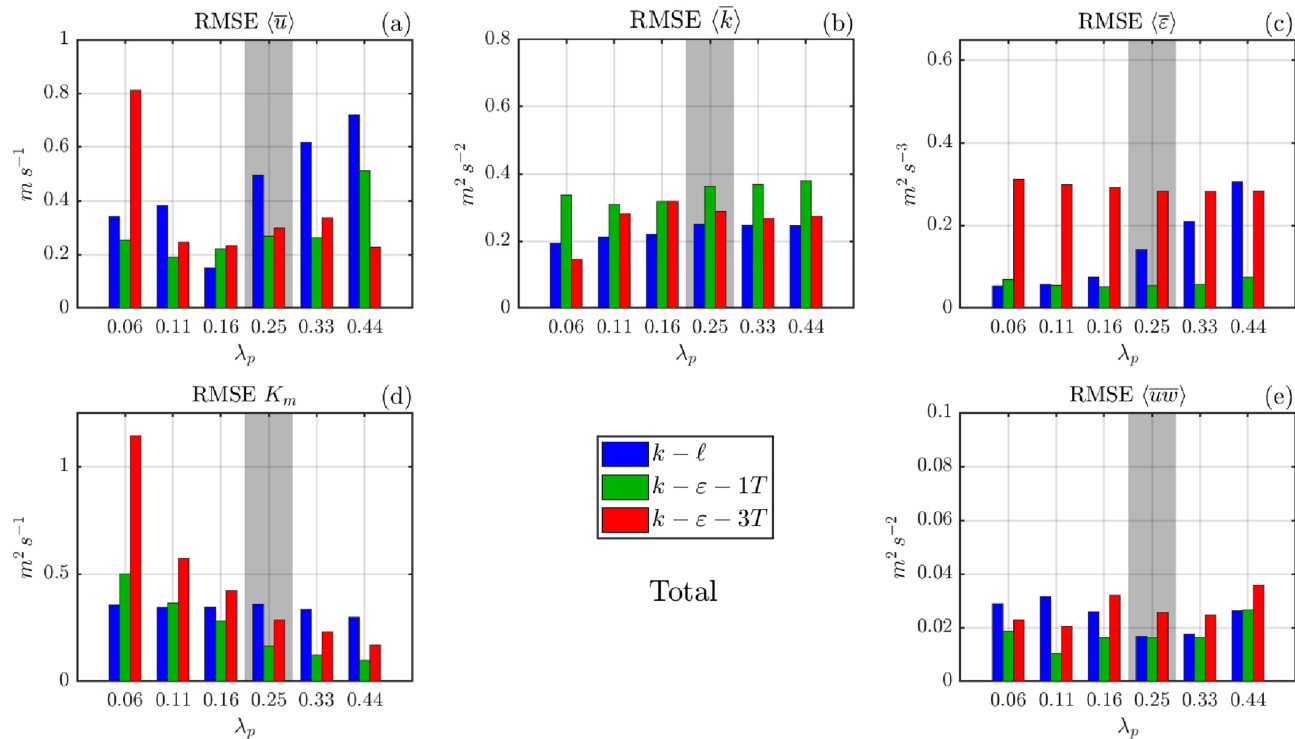 RMSE ⟨u̅⟩ (a)
1
0.8
0.6
0.4
0.2
0
m s⁻¹
0.06 0.11 0.16 0.25 0.33 0.44
λₚ
RMSE ⟨k̅⟩ (b)
0.8
0.6
0.4
0.2
0
m² s⁻²
0.06 0.11 0.16 0.25 0.33 0.44
λₚ
RMSE ⟨ε̅⟩ (c)
0.6
0.4
0.2
0
m² s⁻³
0.06 0.11 0.16 0.25 0.33 0.44
λₚ
RMSE Kₘ (d)
1
0.5
0
m² s⁻¹
0.06 0.11 0.16 0.25 0.33 0.44
λₚ
k − ℓ
k − ε − 1T
k − ε − 3T
Total
RMSE ⟨u̅w̅⟩ (e)
0.1
0.08
0.06
0.04
0.02
0
m² s⁻²
0.06 0.11 0.16 0.25 0.33 0.44
λₚ